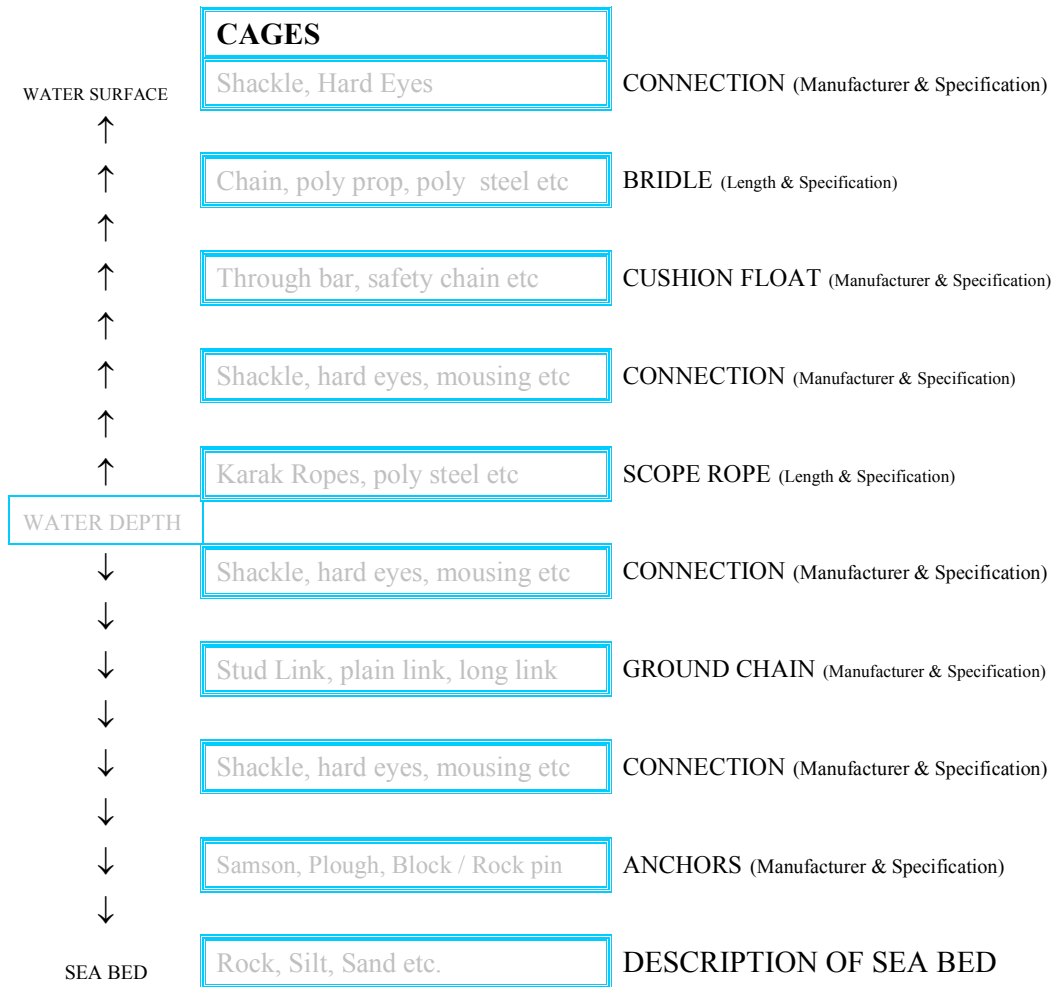 CAGES
Shackle, Hard Eyes CONNECTION (Manufacturer & Specification)
WATER SURFACE
↑
↑ Chain, poly prop, poly steel etc BRIDLE (Length & Specification)
↑
↑ Through bar, safety chain etc CUSHION FLOAT (Manufacturer & Specification)
↑
↑ Shackle, hard eyes, mousing etc CONNECTION (Manufacturer & Specification)
↑
↑ Karak Ropes, poly steel etc SCOPE ROPE (Length & Specification)
WATER DEPTH
↓ Shackle, hard eyes, mousing etc CONNECTION (Manufacturer & Specification)
↓
↓ Stud Link, plain link, long link GROUND CHAIN (Manufacturer & Specification)
↓
↓ Shackle, hard eyes, mousing etc CONNECTION (Manufacturer & Specification)
↓
↓ Samson, Plough, Block / Rock pin ANCHORS (Manufacturer & Specification)
↓
SEA BED Rock, Silt, Sand etc. DESCRIPTION OF SEA BED